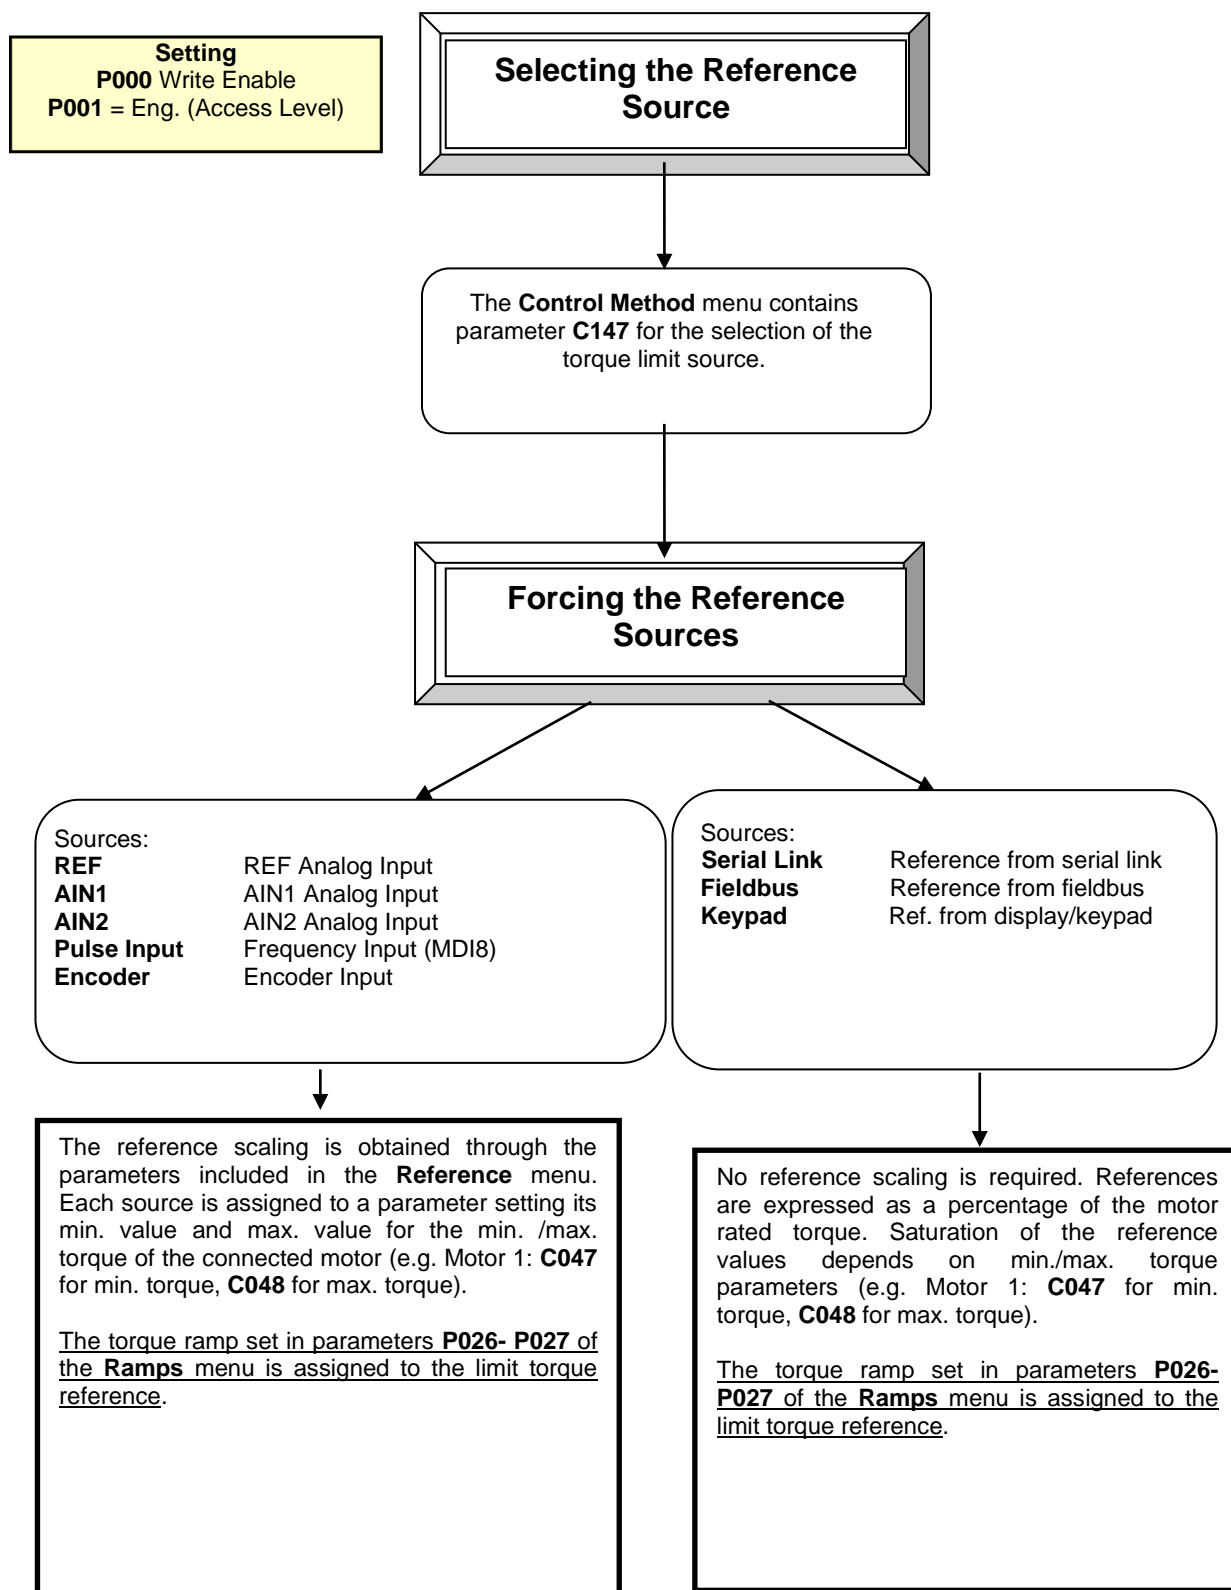 Setting
P000 Write Enable
P001 = Eng. (Access Level)
Selecting the Reference
Source
The Control Method menu contains
parameter C147 for the selection of the
torque limit source.
Forcing the Reference
Sources
Sources:
REF REF Analog Input
AIN1 AIN1 Analog Input
AIN2 AIN2 Analog Input
Pulse Input Frequency Input (MDI8)
Encoder Encoder Input
Sources:
Serial Link Reference from serial link
Fieldbus Reference from fieldbus
Keypad Ref. from display/keypad
The reference scaling is obtained through the
parameters included in the Reference menu.
Each source is assigned to a parameter setting its
min. value and max. value for the min. /max.
torque of the connected motor (e.g. Motor 1: C047
for min. torque, C048 for max. torque).
The torque ramp set in parameters P026- P027 of
the Ramps menu is assigned to the limit torque
reference.
No reference scaling is required. References
are expressed as a percentage of the motor
rated torque. Saturation of the reference
values depends on min./max. torque
parameters (e.g. Motor 1: C047 for min.
torque, C048 for max. torque).
The torque ramp set in parameters P026-
P027 of the Ramps menu is assigned to the
limit torque reference.